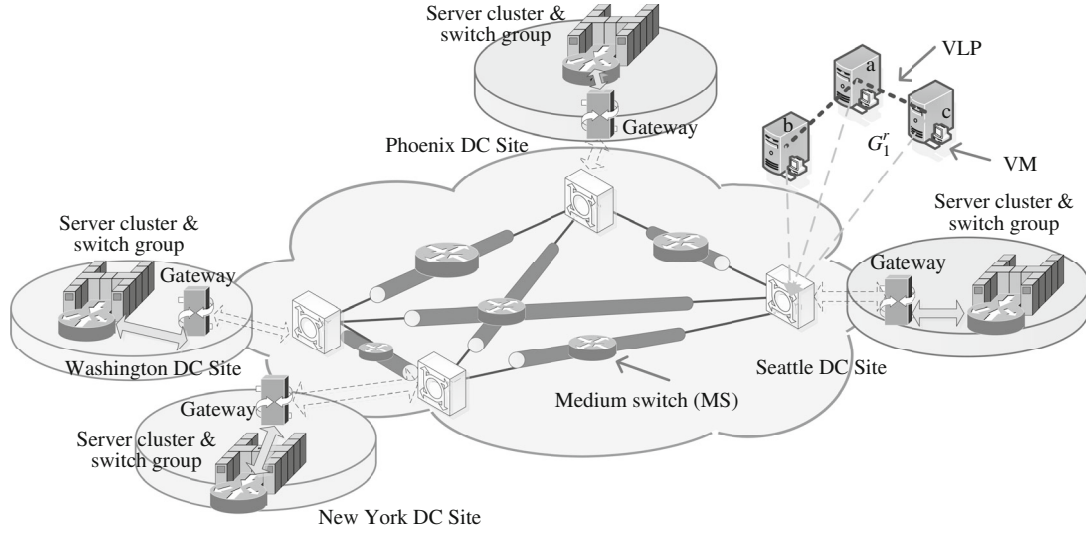 Server cluster &
switch group
Gateway
Phoenix DC Site
a
b
c
VLP
G₁ʳ
VM
Server cluster &
switch group
Gateway
Washington DC Site
Server cluster &
switch group
Gateway
Seattle DC Site
Medium switch (MS)
Gateway
Server cluster &
switch group
New York DC Site